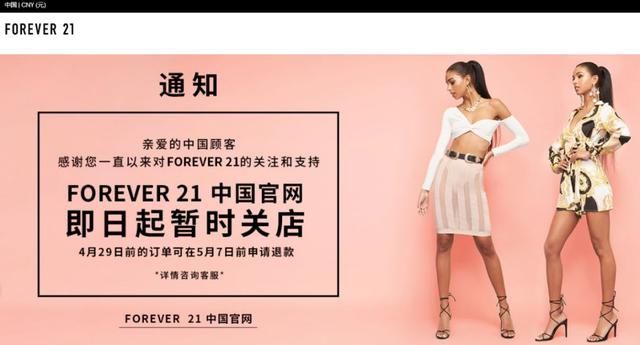 中国 | CNY (元)
FOREVER 21
通知
亲爱的中国顾客
感谢您一直以来对FOREVER 21的关注和支持
FOREVER 21 中国官网
即日起暂时关店
4月29日前的订单可在5月7日前申请退款
*详情咨询客服*
FOREVER 21 中国官网